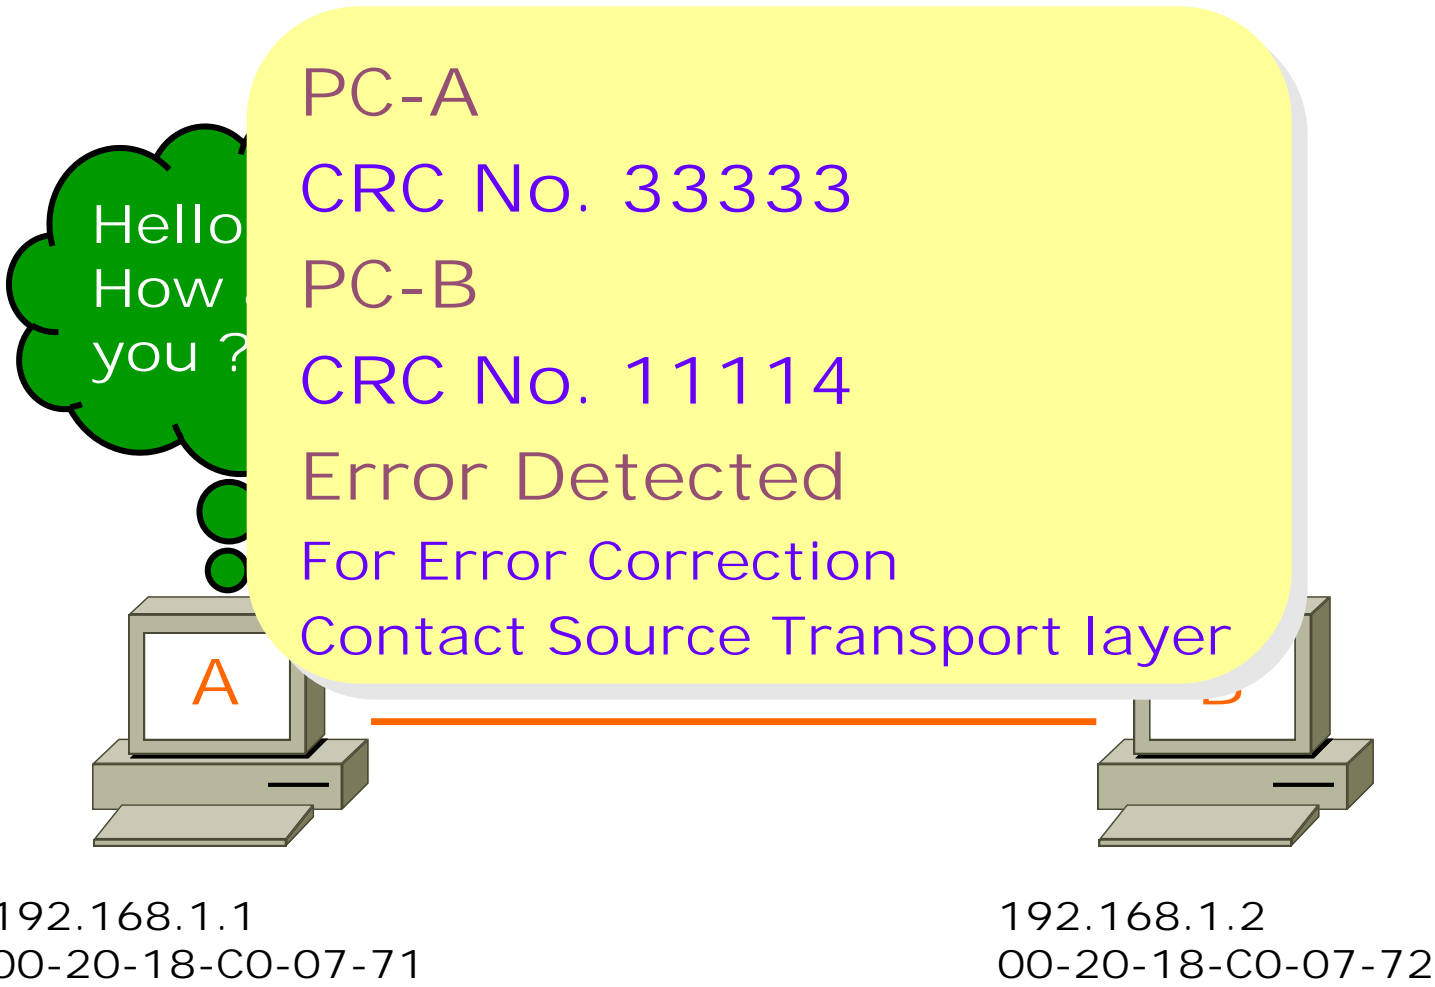 PC-A
CRC No. 33333
PC-B
CRC No. 11114
Error Detected
For Error Correction
Contact Source Transport layer
Hello
How
you ?
A
B
192.168.1.1
00-20-18-C0-07-71
192.168.1.2
00-20-18-C0-07-72